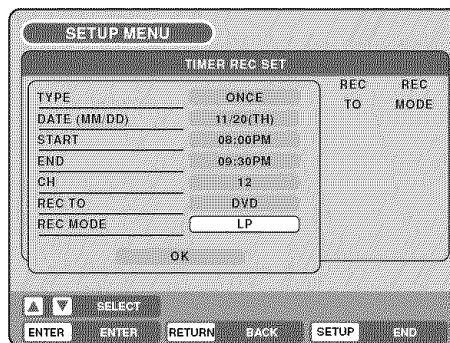 SETUP MENU
TIMER REC SET
REC REC
TO MODE
TYPE ONCE
DATE (MM/DD) 11/20(TH)
START 08:00PM
END 09:30PM
CH 12
REC TO DVD
REC MODE LP
OK
▲ ▼ SELECT
ENTER ENTER RETURN BACK SETUP END